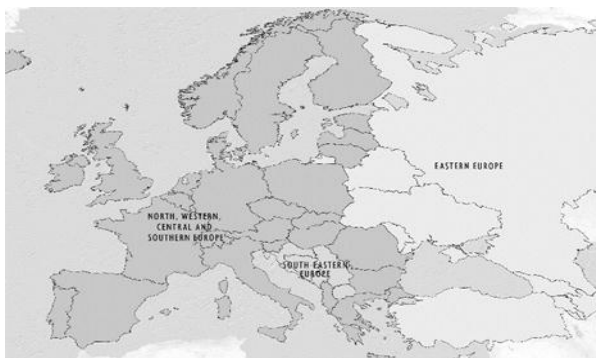 EASTERN EUROPE
NORTH, WESTERN,
CENTRAL AND
SOUTHERN EUROPE
SOUTH EASTERN
EUROPE